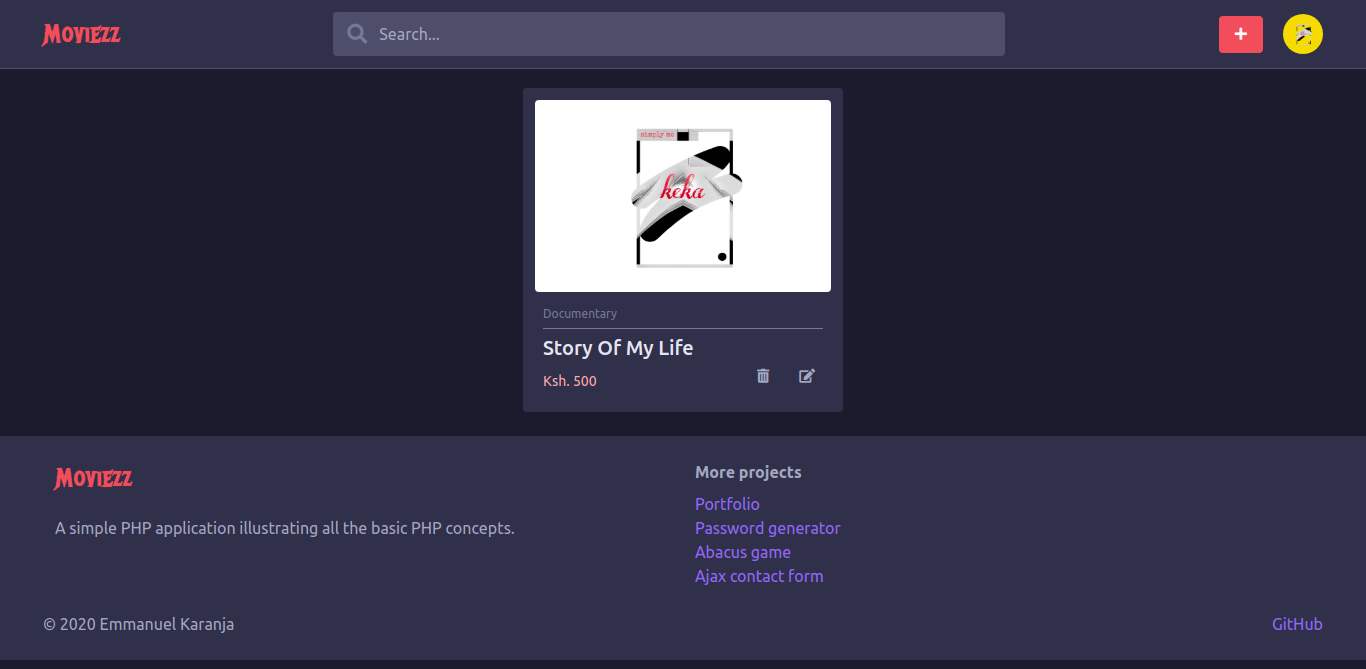 Moviezz
Search...
simply me
keka
Documentary
Story Of My Life
Ksh. 500
Moviezz
A simple PHP application illustrating all the basic PHP concepts.
More projects
Portfolio
Password generator
Abacus game
Ajax contact form
© 2020 Emmanuel Karanja
GitHub